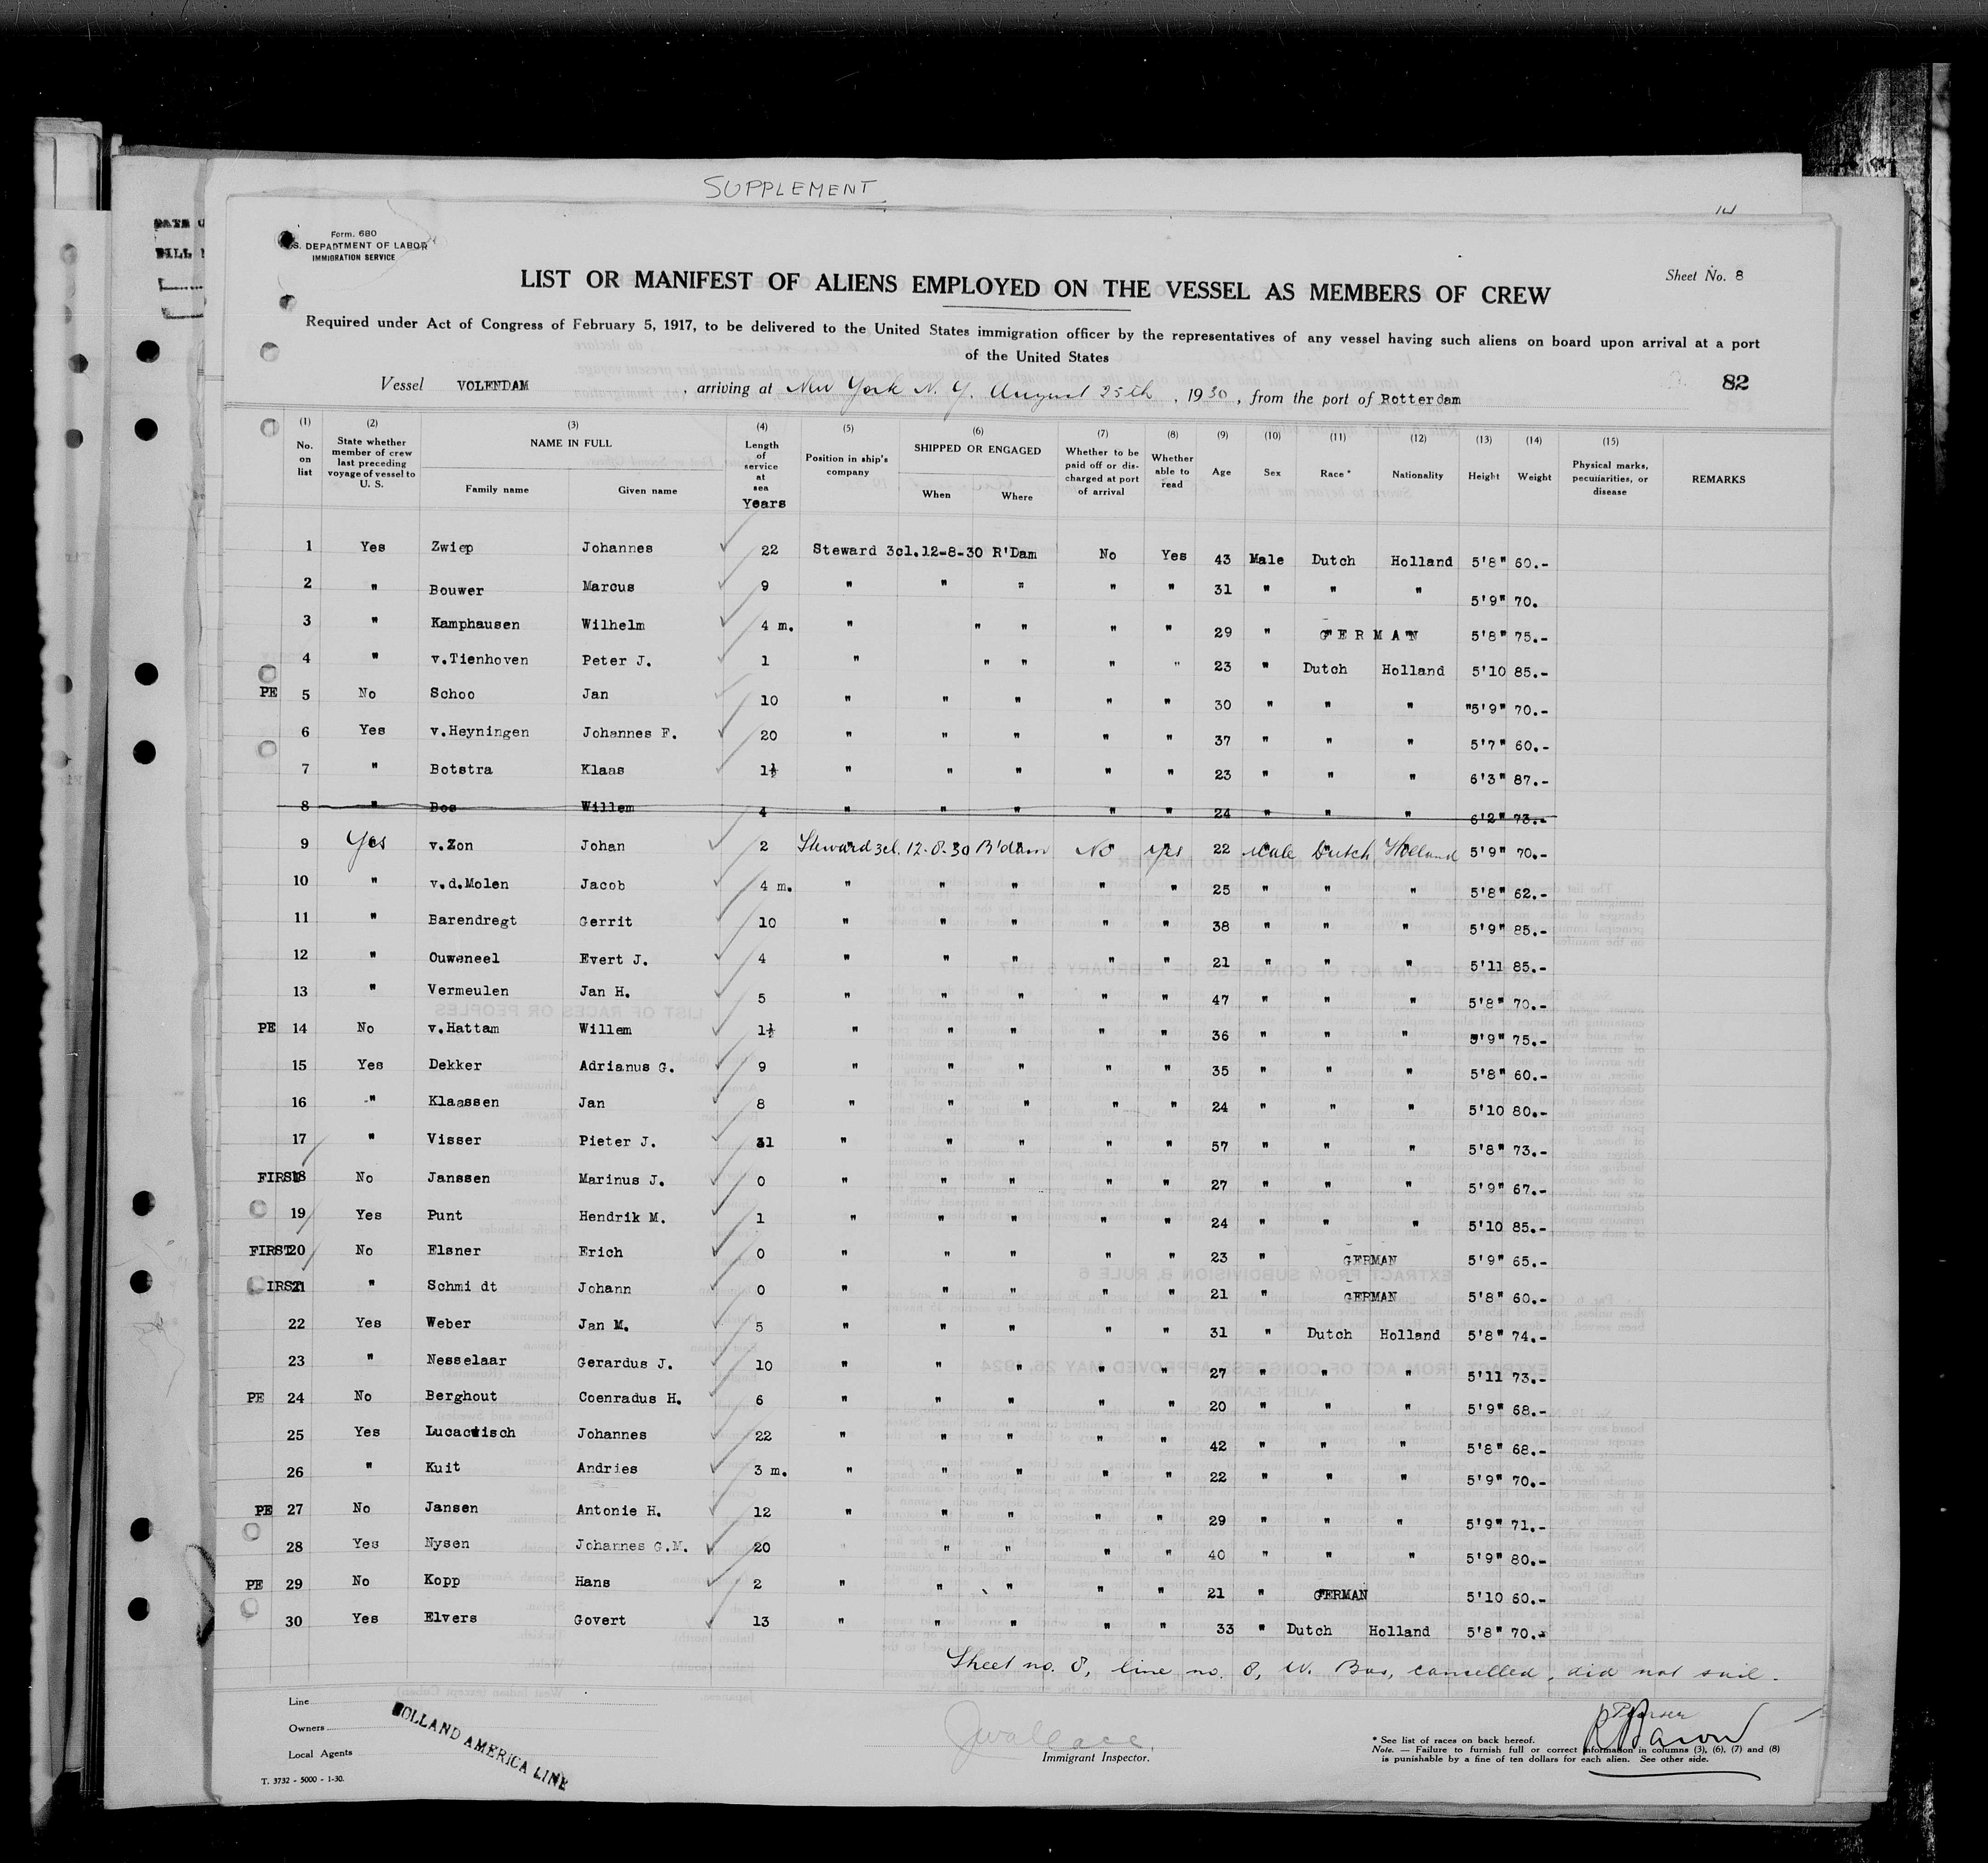 SUPPLEMENT
Form. 680
S. DEPARTMENT OF LABOR
IMMIGRATION SERVICE
LIST OR MANIFEST OF ALIENS EMPLOYED ON THE VESSEL AS MEMBERS OF CREW
Sheet No. 8
Required under Act of Congress of February 5, 1917, to be delivered to the United States immigration officer by the representatives of any vessel having such aliens on board upon arrival at a port
of the United States
Vessel VOLENDAM , arriving at New York N. Y. August 25th , 1930 , from the port of Rotterdam
82
(1) No. on list
(2) State whether member of crew last preceding voyage of vessel to U. S.
(3) NAME IN FULL Family name Given name
(4) Length of service at sea Years
(5) Position in ship's company
(6) SHIPPED OR ENGAGED When Where
(7) Whether to be paid off or discharged at port of arrival
(8) Whether able to read
(9) Age
(10) Sex
(11) Race *
(12) Nationality
(13) Height
(14) Weight
(15) Physical marks, pecuniarities, or disease
REMARKS
1 Yes Zwiep Johannes 22 Steward 3cl. 12-8-30 R'Dam No Yes 43 Male Dutch Holland 5'8" 60.-
2 " Bouwer Marcus 9 " " " " " 31 " " " 5'9" 70.
3 " Kamphausen Wilhelm 4 m. " " " " " 29 " GERMAN 5'8" 75.-
4 " v.Tienhoven Peter J. 1 " " " " " 23 " Dutch Holland 5'10 85.-
PE 5 No Schoo Jan 10 " " " " " 30 " " " "5'9" 70.-
6 Yes v.Heyningen Johannes F. 20 " " " " " 37 " " " 5'7" 60.-
7 " Botstra Klaas 1½ " " " " " 23 " " " 6'3" 87.-
8 " Bos Willem 4 " " " " " 24 " " " 6'2" 73.-
9 Yes v.Zon Johan 2 Steward 3cl. 12-8-30 R'dam No yes 22 male Dutch Holland 5'9" 70.-
10 " v.d.Molen Jacob 4 m. " " " " " 25 " " " 5'8" 62.-
11 " Barendregt Gerrit 10 " " " " " 38 " " " 5'9" 85.-
12 " Ouweneel Evert J. 4 " " " " " 21 " " " 5'11 85.-
13 " Vermeulen Jan H. 5 " " " " " 47 " " " 5'8" 70.-
PE 14 No v.Hattam Willem 1½ " " " " " 36 " " " 5'9" 75.-
15 Yes Dekker Adrianus G. 9 " " " " " 35 " " " 5'8" 60.-
16 " Klaassen Jan 8 " " " " " 24 " " " 5'10 80.-
17 " Visser Pieter J. 31 " " " " " 57 " " " 5'8" 73.-
FIRST 18 No Janssen Marinus J. 0 " " " " " 27 " " " 5'9" 67.-
19 Yes Punt Hendrik M. 1 " " " " " 24 " " " 5'10 85.-
FIRST 20 No Elsner Erich 0 " " " " " 23 " GERMAN 5'9" 65.-
IRST 21 " Schmidt Johann 0 " " " " " 21 " GERMAN 5'8" 60.-
22 Yes Weber Jan M. 5 " " " " " 31 " Dutch Holland 5'8" 74.-
23 " Nesselaar Gerardus J. 10 " " " " " 27 " " " 5'11 73.-
PE 24 No Berghout Coenradus H. 6 " " " " " 20 " " " 5'9" 68.-
25 Yes Johannes 22 " " " " " 42 " " " 5'8" 68.-
26 " Kuit Andries 3 m. " " " " " 22 " " " 5'9" 70.-
PE 27 No Jansen Antonie H. 12 " " " " " 29 " " " 5'9" 71.-
28 Yes Nysen Johannes G.M. 20 " " " " " 40 " " " 5'9" 80.-
PE 29 No Kopp Hans 2 " " " " " 21 " GERMAN 5'10 60.-
30 Yes Elvers Govert 13 " " " " " 33 " Dutch Holland 5'8" 70.-
Sheet no. 8, line no. 8, W. Bos, cancelled, did not sail.
Line
Owners
Local Agents
HOLLAND AMERICA LINE
T. 3732 - 5000 - 1-30.
JWallace.
Immigrant Inspector.
Purser
* See list of races on back hereof.
Note. — Failure to furnish full or correct information in columns (3), (6), (7) and (8)
is punishable by a fine of ten dollars for each alien. See other side.